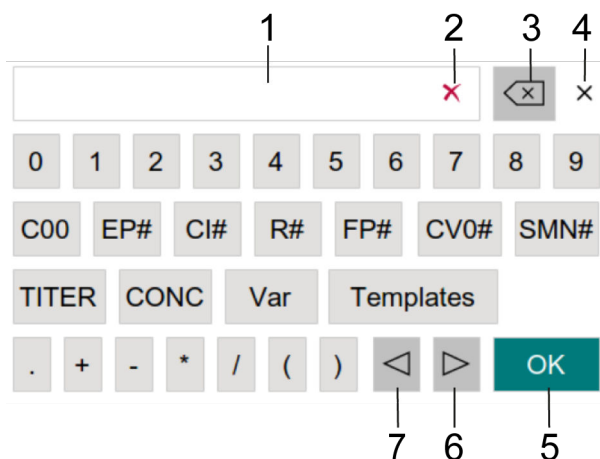 1 2 3 4
0 1 2 3 4 5 6 7 8 9
C00 EP# CI# R# FP# CV0# SMN#
TITER CONC Var Templates
. + - * / ( ) OK
7 6 5